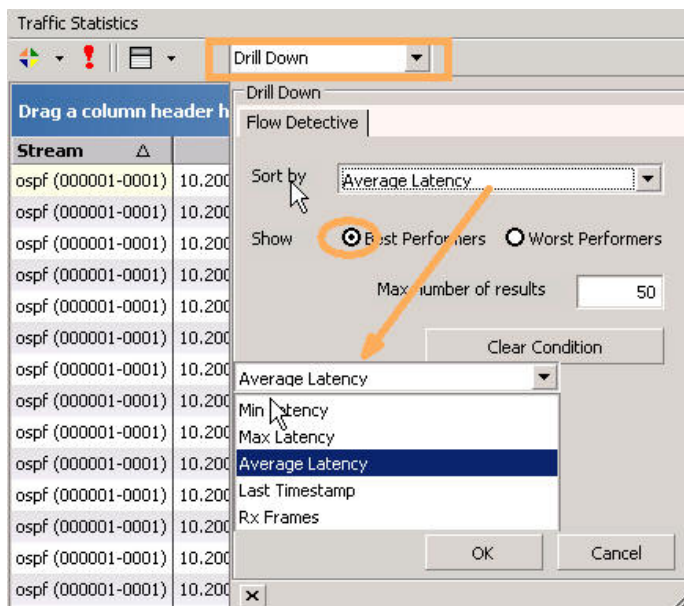 Traffic Statistics
Drill Down
Drag a column header h
Drill Down
Flow Detective
Stream
ospf (000001-0001) 10.200
Sort by Average Latency
ospf (000001-0001) 10.200
ospf (000001-0001) 10.200
Show Best Performers Worst Performers
ospf (000001-0001) 10.200
Max number of results 50
ospf (000001-0001) 10.200
ospf (000001-0001) 10.200
Clear Condition
ospf (000001-0001) 10.200
Average Latency
ospf (000001-0001) 10.200
Min Latency
ospf (000001-0001) 10.200
Max Latency
ospf (000001-0001) 10.200
Average Latency
ospf (000001-0001) 10.200
Last Timestamp
ospf (000001-0001) 10.200
Rx Frames
ospf (000001-0001) 10.200
OK Cancel
ospf (000001-0001) 10.200